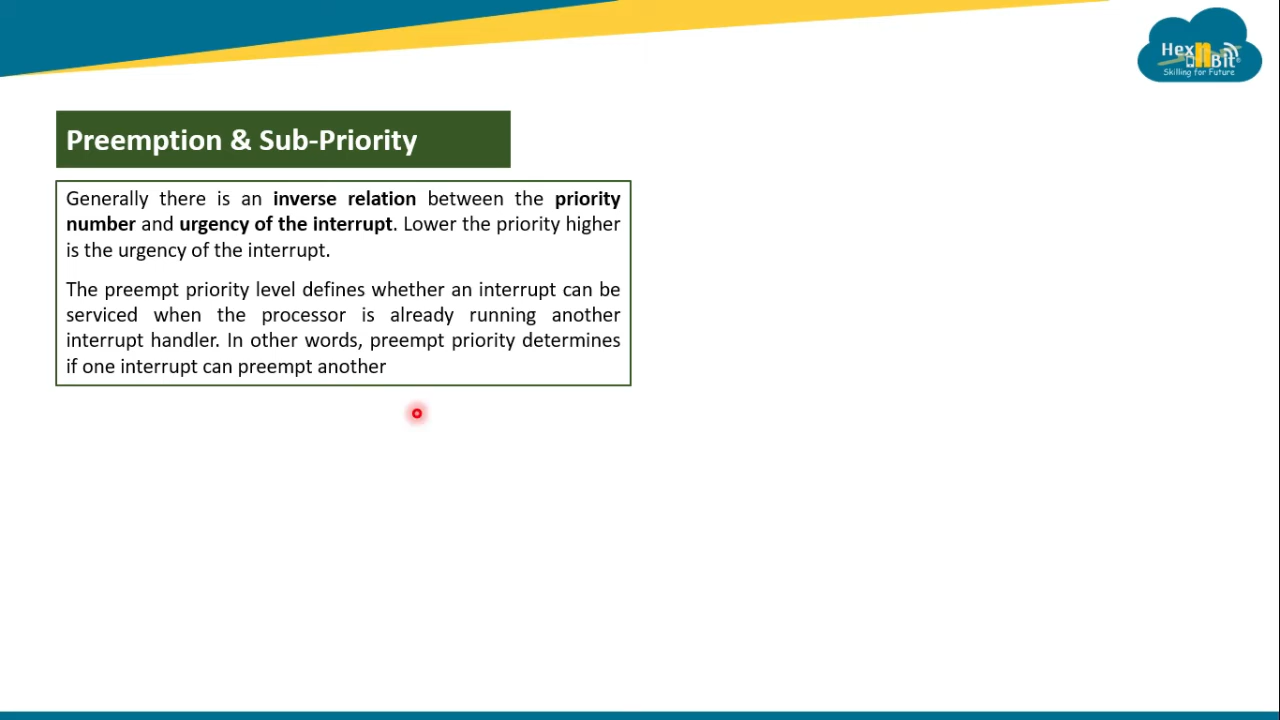 Hex n Bit
Skilling for Future
Preemption & Sub-Priority
Generally there is an inverse relation between the priority
number and urgency of the interrupt. Lower the priority higher
is the urgency of the interrupt.
The preempt priority level defines whether an interrupt can be
serviced when the processor is already running another
interrupt handler. In other words, preempt priority determines
if one interrupt can preempt another